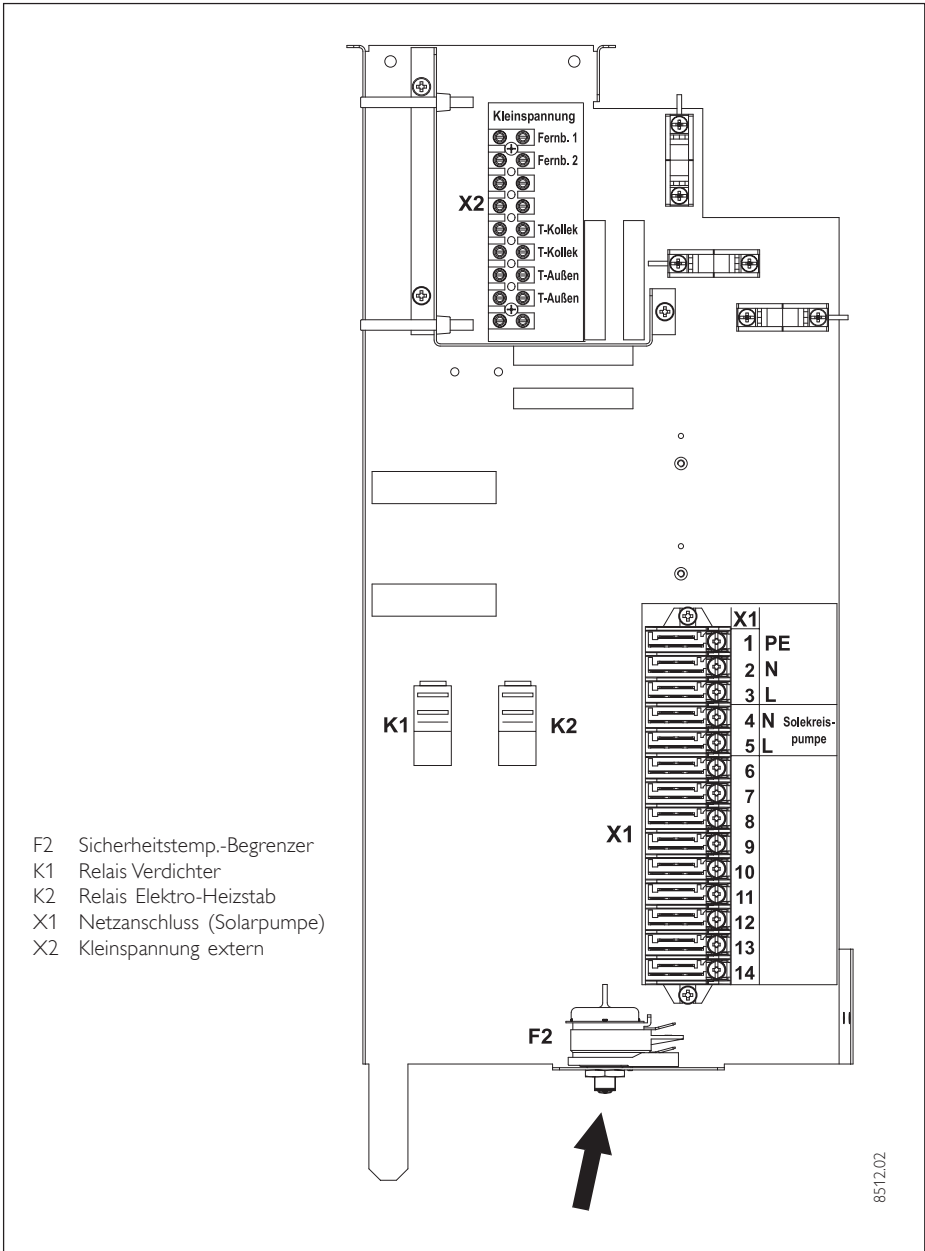 Kleinspannung
Fernb. 1
Fernb. 2
X2
T-Kollek
T-Kollek
T-Außen
T-Außen
X1
1 PE
2 N
3 L
4 N Solekreis-
5 L pumpe
6
7
8
9
10
11
12
13
14
X1
K1
K2
F2 Sicherheitstemp.-Begrenzer
K1 Relais Verdichter
K2 Relais Elektro-Heizstab
X1 Netzanschluss (Solarpumpe)
X2 Kleinspannung extern
F2
8512.02